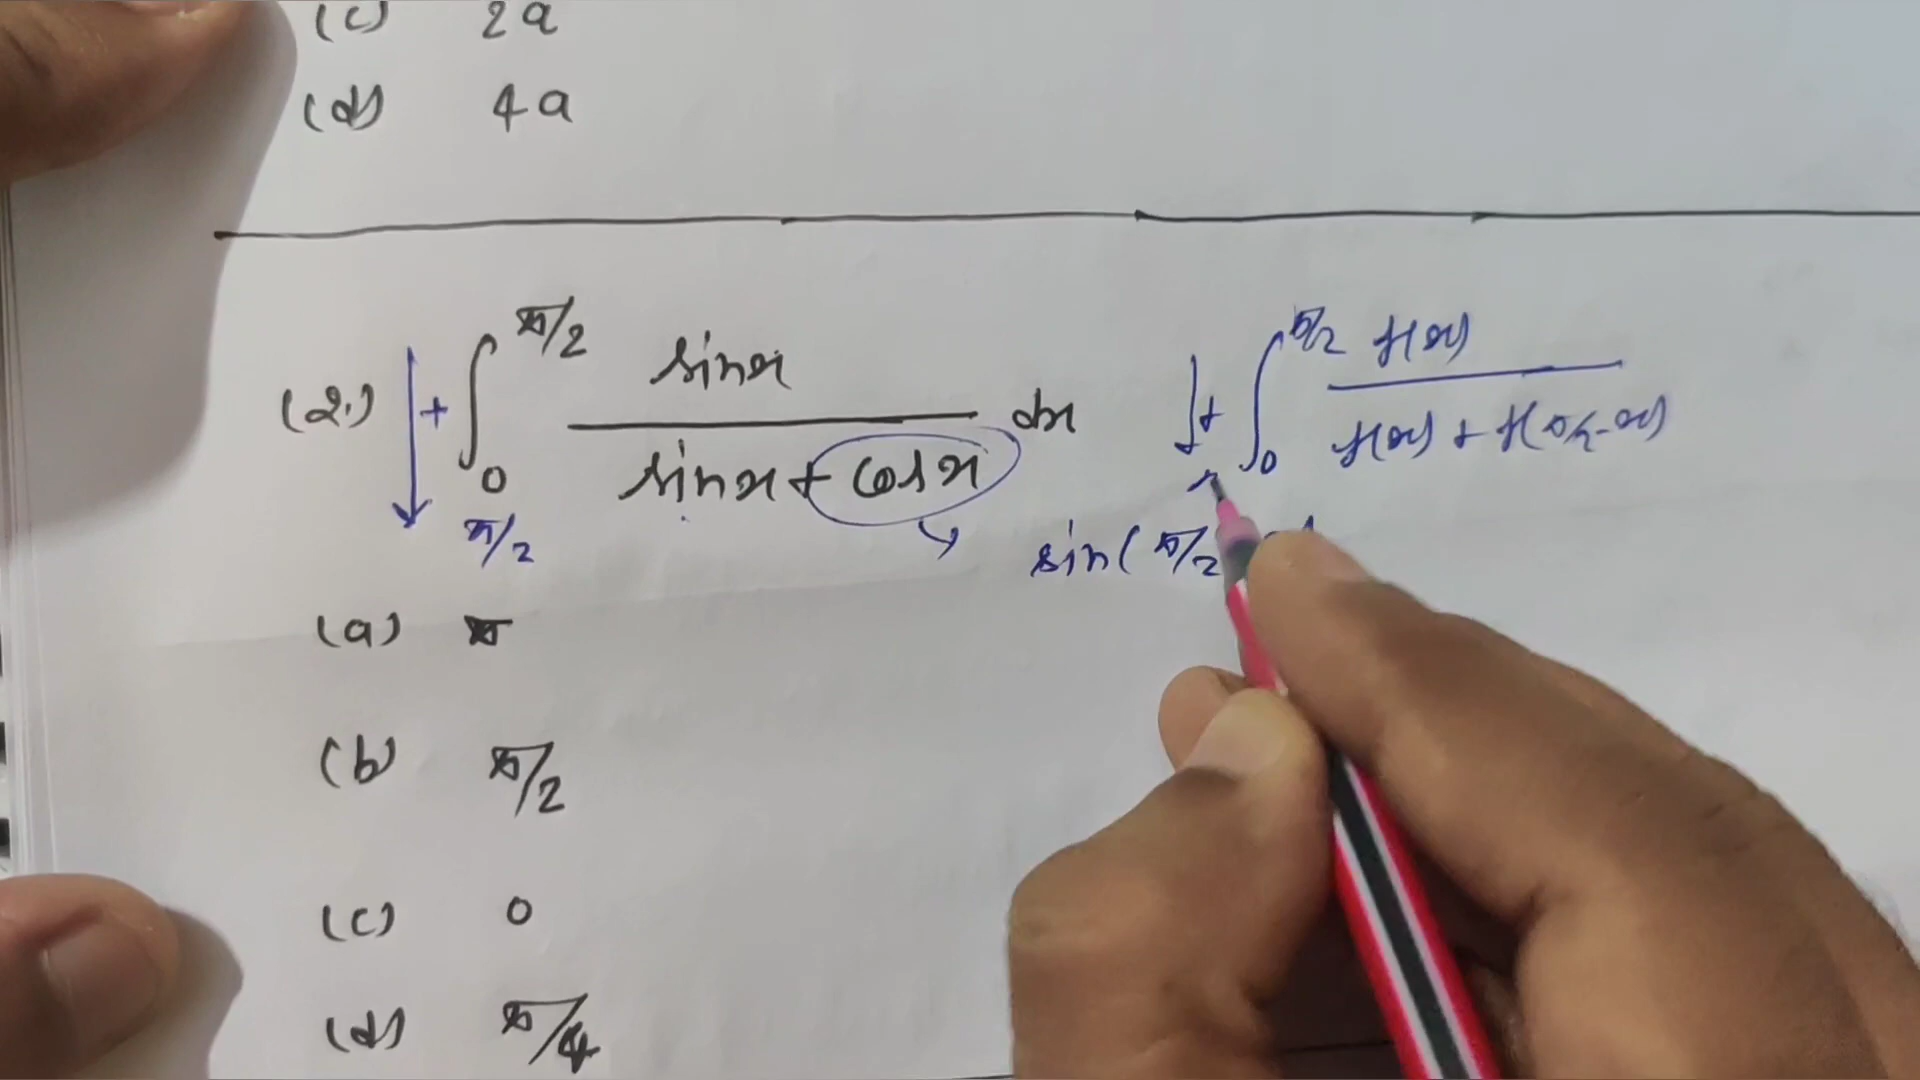 (c) 2a
(d) 4a
(2.) ↓+ ∫₀^{π/2} sinx / (sinx + cosx) dx
↓+ ∫₀^{π/2} f(x) / (f(x) + f(π/2-x))
π/2
sin(π/2
(a) π
(b) π/2
(c) 0
(d) π/4